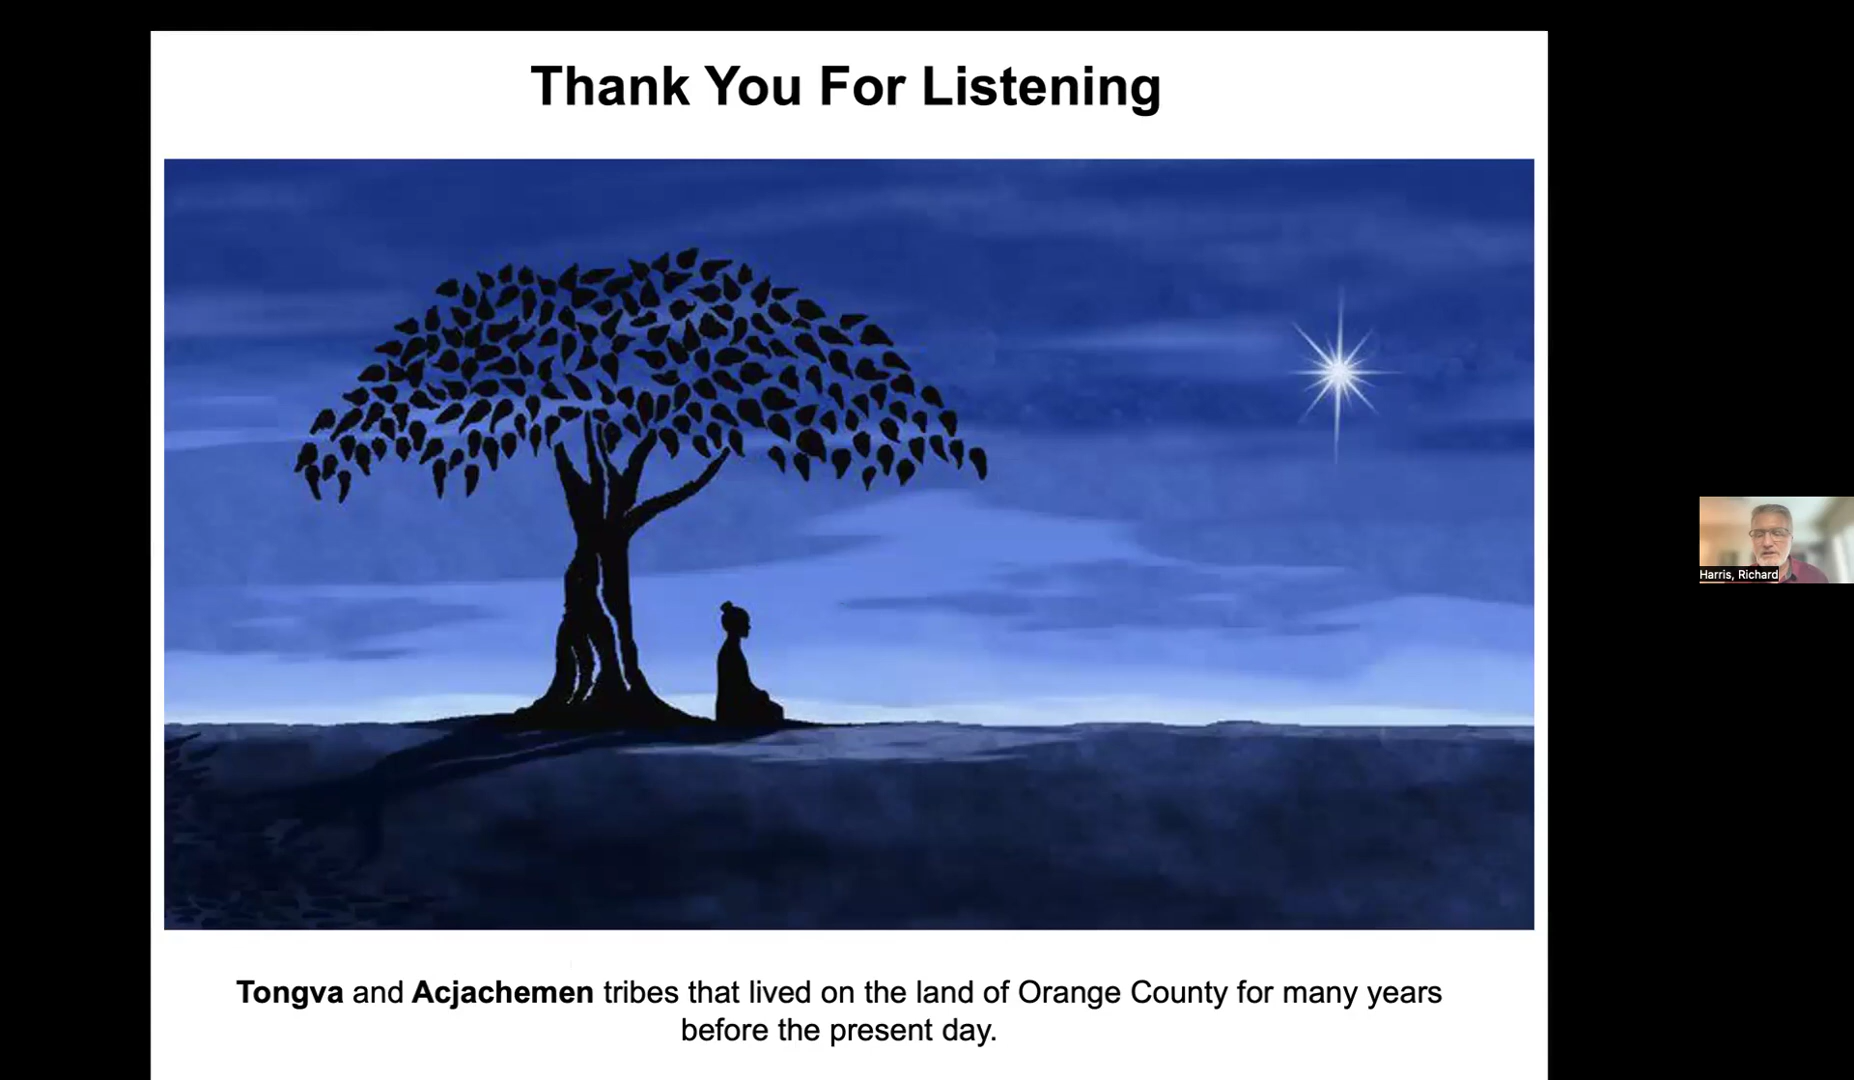 Thank You For Listening
Harris, Richard
Tongva and Acjachemen tribes that lived on the land of Orange County for many years
before the present day.